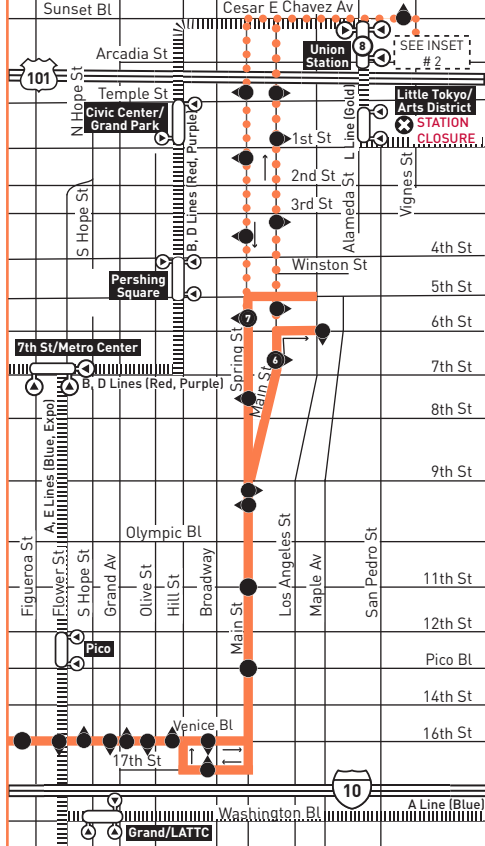 Sunset Bl
Cesar E Chavez Av
Arcadia St
Union
Station
8
SEE INSET
# 2
101
N Hope St
Temple St
Civic Center/
Grand Park
B, D Lines (Red, Purple)
L Line (Gold)
Little Tokyo/
Arts District
STATION
CLOSURE
1st St
2nd St
3rd St
S Hope St
Alameda St
Vignes St
4th St
Winston St
Pershing
Square
5th St
7
6th St
7th St/Metro Center
Spring St
Main St
6
B, D Lines (Red, Purple)
7th St
8th St
A, E Lines (Blue, Expo)
9th St
Olympic Bl
Figueroa St
Flower St
S Hope St
Grand Av
Olive St
Hill St
Broadway
Main St
Los Angeles St
Maple Av
San Pedro St
11th St
12th St
Pico
Pico Bl
14th St
Venice Bl
16th St
17th St
10
A Line (Blue)
Washington Bl
Grand/LATTC